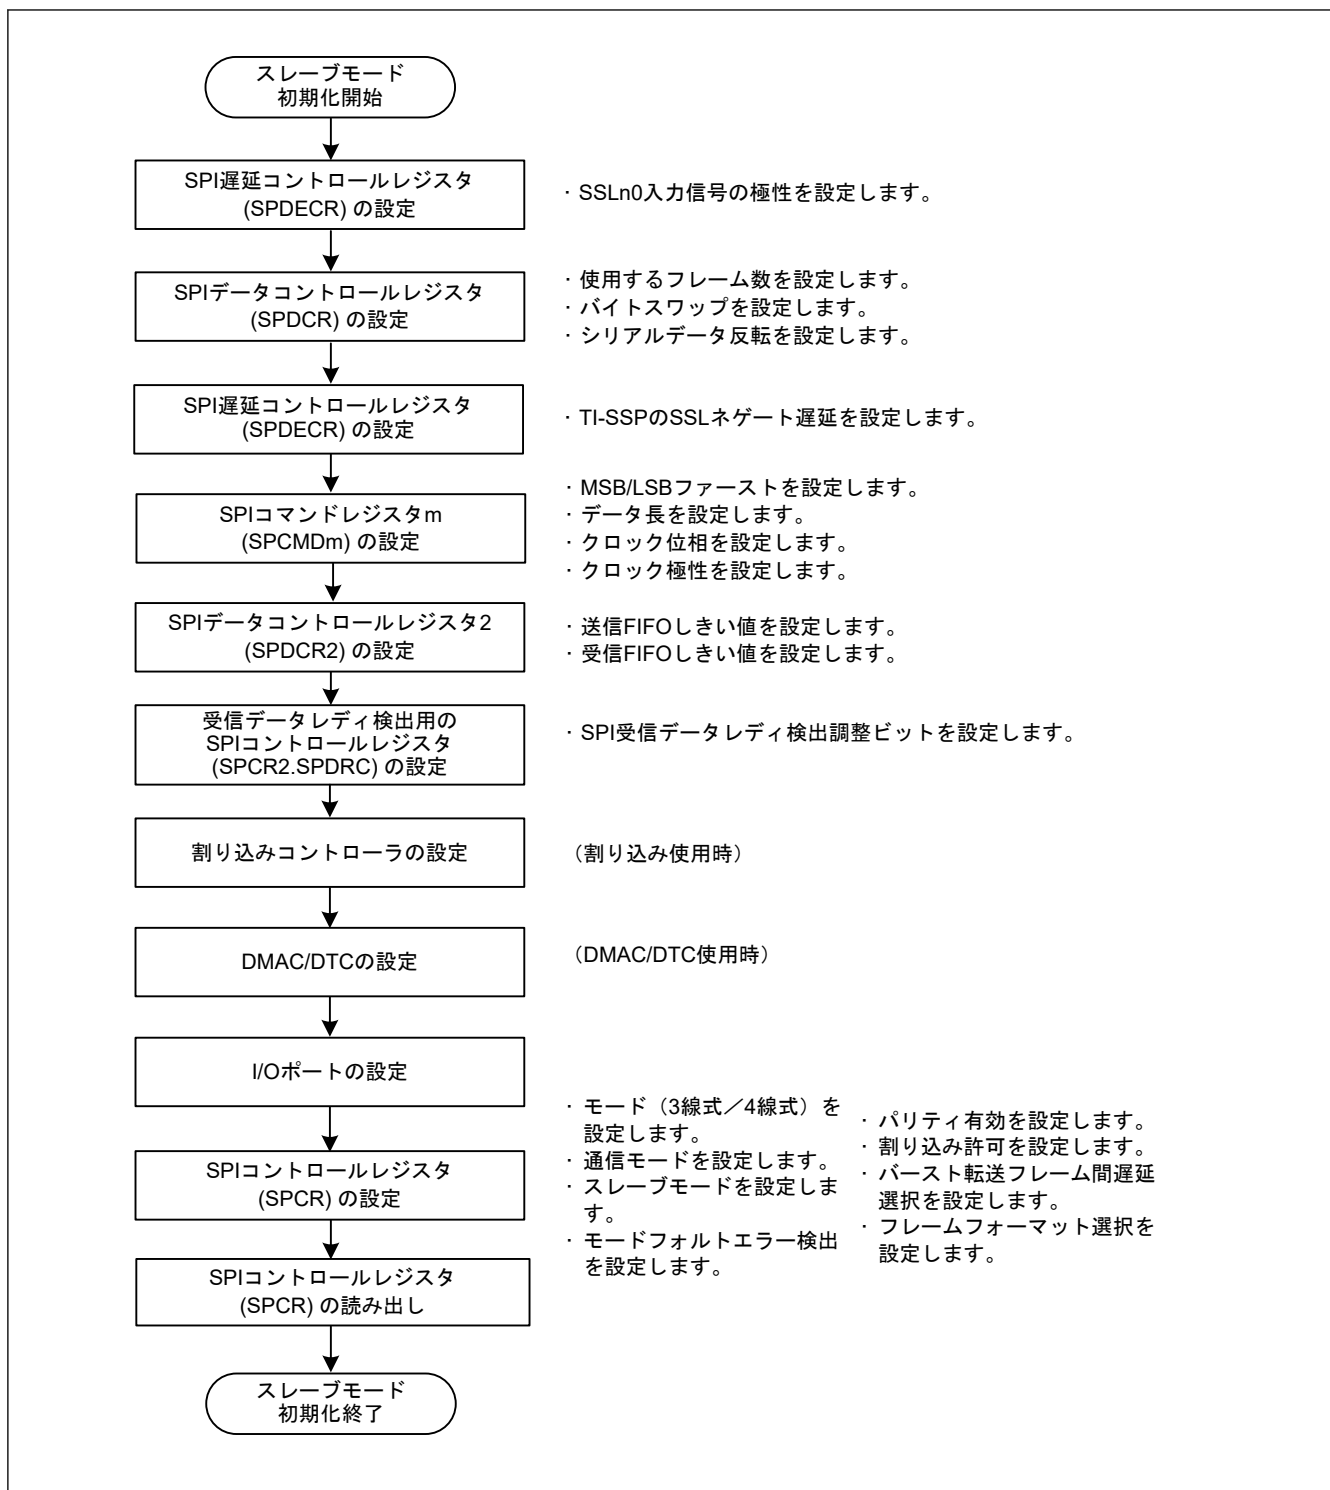 スレーブモード
初期化開始
SPI遅延コントロールレジスタ
(SPDECR) の設定
・SSLn0入力信号の極性を設定します。
SPIデータコントロールレジスタ
(SPDCR) の設定
・使用するフレーム数を設定します。
・バイトスワップを設定します。
・シリアルデータ反転を設定します。
SPI遅延コントロールレジスタ
(SPDECR) の設定
・TI-SSPのSSLネゲート遅延を設定します。
SPIコマンドレジスタm
(SPCMDm) の設定
・MSB/LSBファーストを設定します。
・データ長を設定します。
・クロック位相を設定します。
・クロック極性を設定します。
SPIデータコントロールレジスタ2
(SPDCR2) の設定
・送信FIFOしきい値を設定します。
・受信FIFOしきい値を設定します。
受信データレディ検出用の
SPIコントロールレジスタ
(SPCR2.SPDRC) の設定
・SPI受信データレディ検出調整ビットを設定します。
割り込みコントローラの設定
（割り込み使用時）
DMAC/DTCの設定
（DMAC/DTC使用時）
I/Oポートの設定
SPIコントロールレジスタ
(SPCR) の設定
・モード（3線式／4線式）を
設定します。
・通信モードを設定します。
・スレーブモードを設定しま
す。
・モードフォルトエラー検出
を設定します。
・パリティ有効を設定します。
・割り込み許可を設定します。
・バースト転送フレーム間遅延
選択を設定します。
・フレームフォーマット選択を
設定します。
SPIコントロールレジスタ
(SPCR) の読み出し
スレーブモード
初期化終了